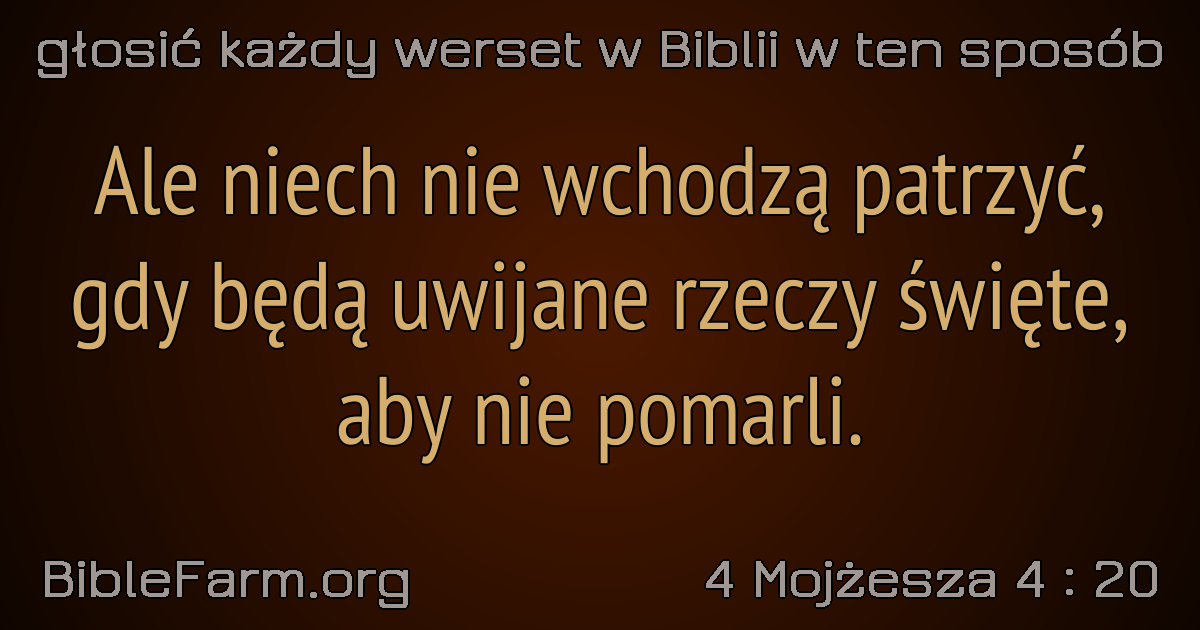 głosić każdy werset w Biblii w ten sposób
Ale niech nie wchodzą patrzyć,
gdy będą uwijane rzeczy święte,
aby nie pomarli.
BibleFarm.org
4 Mojżesza 4 : 20